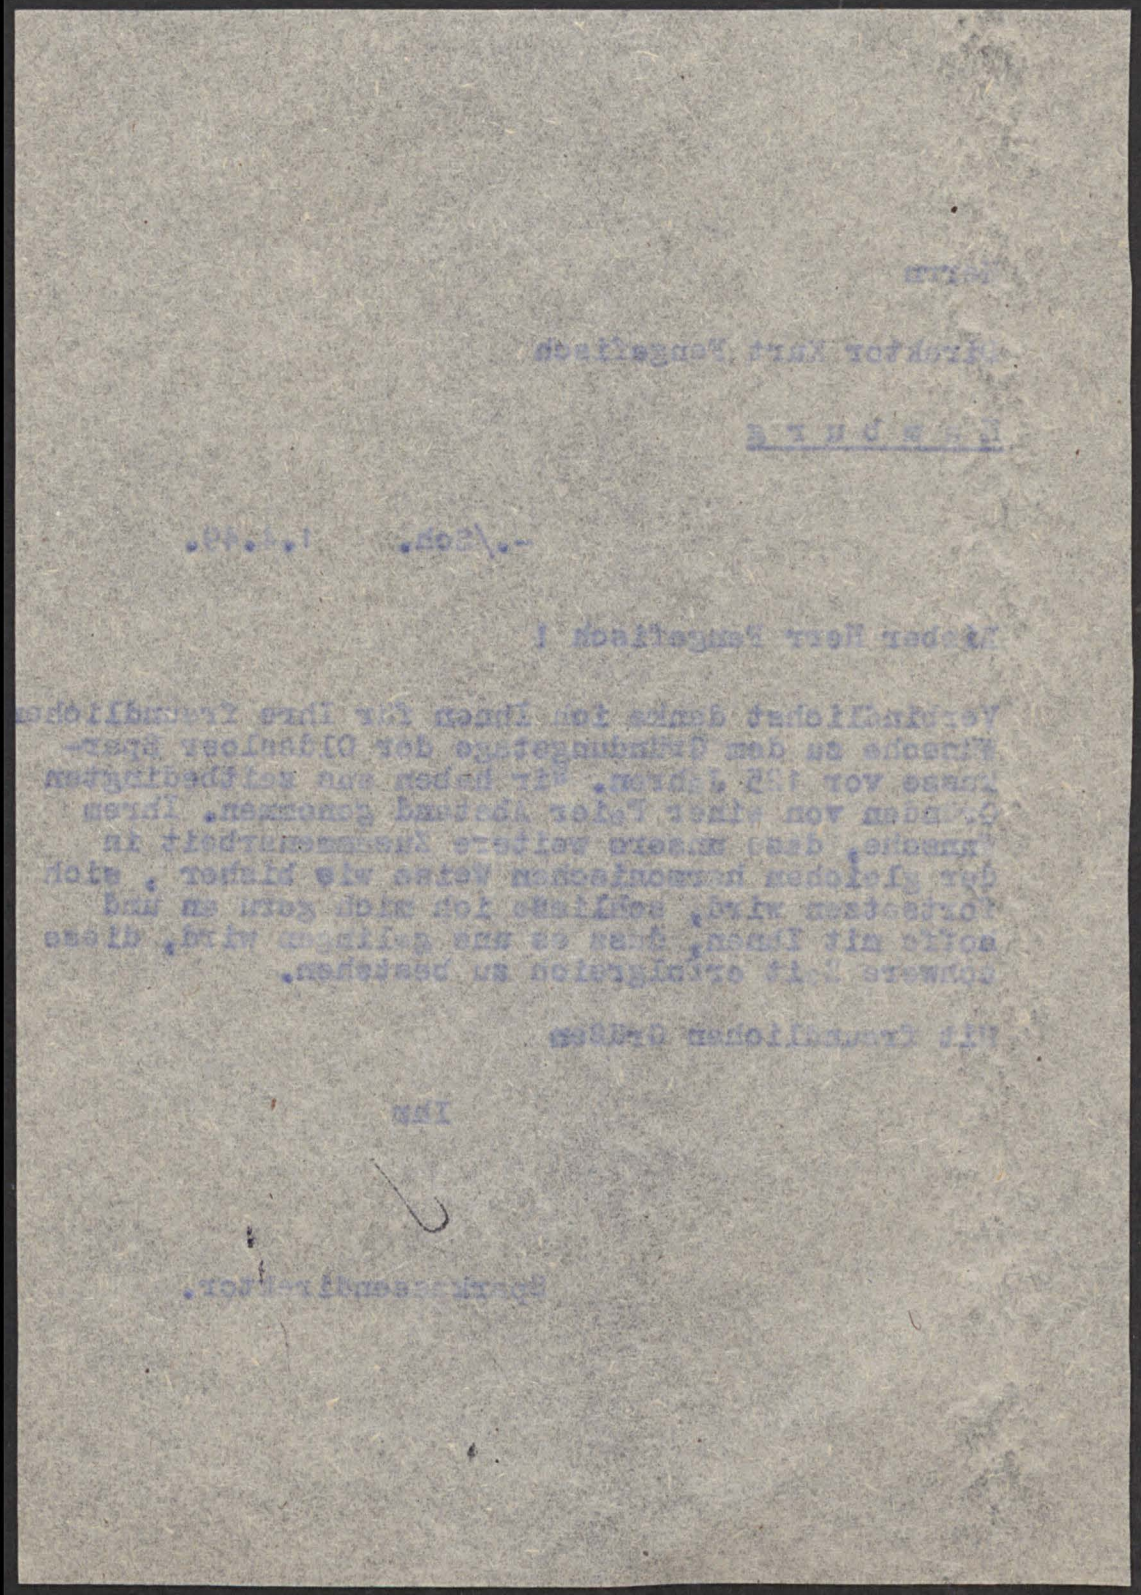 Herrn
Direktor Kurt Fengefisch
H a m b u r g
-./Sch. 1.4.49.
Lieber Herr Fengefisch !
Verbindlichst danke ich Ihnen für Ihre freundlichen
Wünsche zu dem Gründungstage der Oldesloer Spar-
kasse vor 125 Jahren. Wir haben aus zeitbedingten
Gründen von einer Feier Abstand genommen. Ihrem
Wunsche, dass unsere weitere Zusammenarbeit in
der gleichen harmonischen Weise wie bisher , sich
fortsetzen wird, schliesse ich mich gern an und
hoffe mit Ihnen, dass es uns gelingen wird, diese
schwere Zeit erfolgreich zu bestehen.
Mit freundlichen Grüßen
Ihr
Sparkassendirektor.